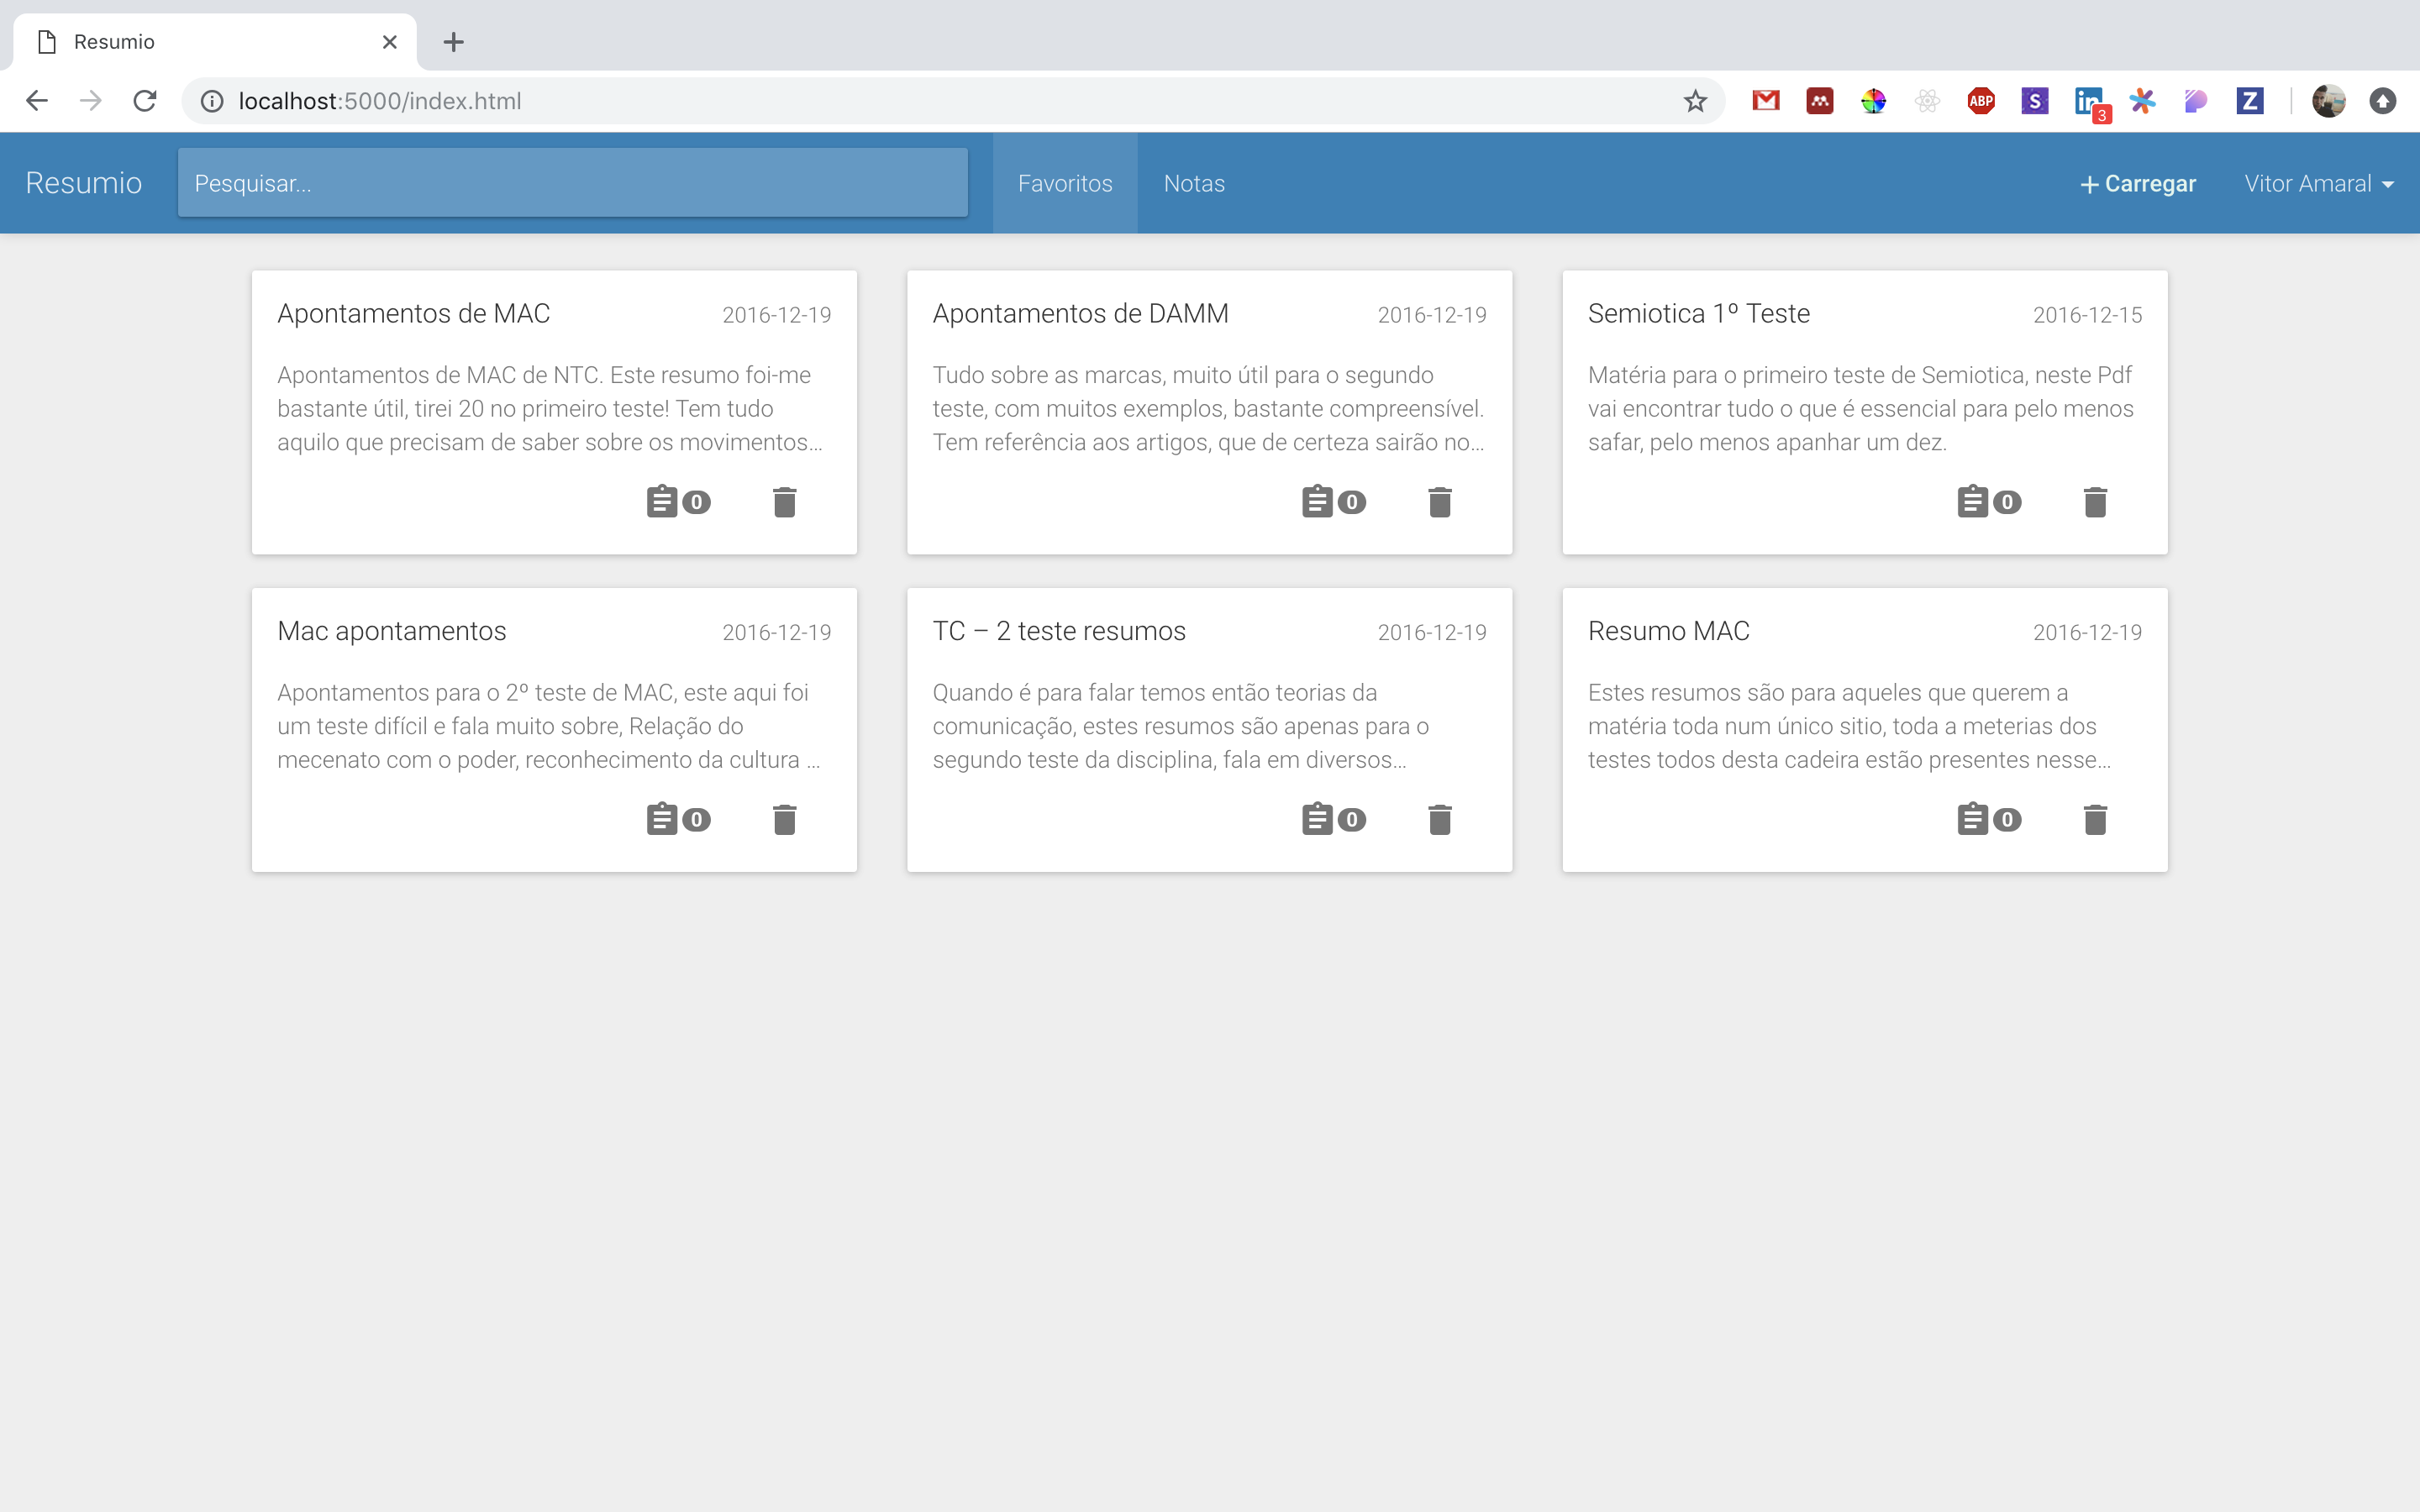 Resumio
localhost:5000/index.html
ABP
S
in
3
Z
Resumio
Pesquisar...
Favoritos
Notas
+ Carregar
Vitor Amaral
Apontamentos de MAC
2016-12-19
Apontamentos de MAC de NTC. Este resumo foi-me
bastante útil, tirei 20 no primeiro teste! Tem tudo
aquilo que precisam de saber sobre os movimentos...
0
Apontamentos de DAMM
2016-12-19
Tudo sobre as marcas, muito útil para o segundo
teste, com muitos exemplos, bastante compreensível.
Tem referência aos artigos, que de certeza sairão no...
0
Semiotica 1º Teste
2016-12-15
Matéria para o primeiro teste de Semiotica, neste Pdf
vai encontrar tudo o que é essencial para pelo menos
safar, pelo menos apanhar um dez.
0
Mac apontamentos
2016-12-19
Apontamentos para o 2º teste de MAC, este aqui foi
um teste difícil e fala muito sobre, Relação do
mecenato com o poder, reconhecimento da cultura ...
0
TC – 2 teste resumos
2016-12-19
Quando é para falar temos então teorias da
comunicação, estes resumos são apenas para o
segundo teste da disciplina, fala em diversos...
0
Resumo MAC
2016-12-19
Estes resumos são para aqueles que querem a
matéria toda num único sitio, toda a meterias dos
testes todos desta cadeira estão presentes nesse...
0